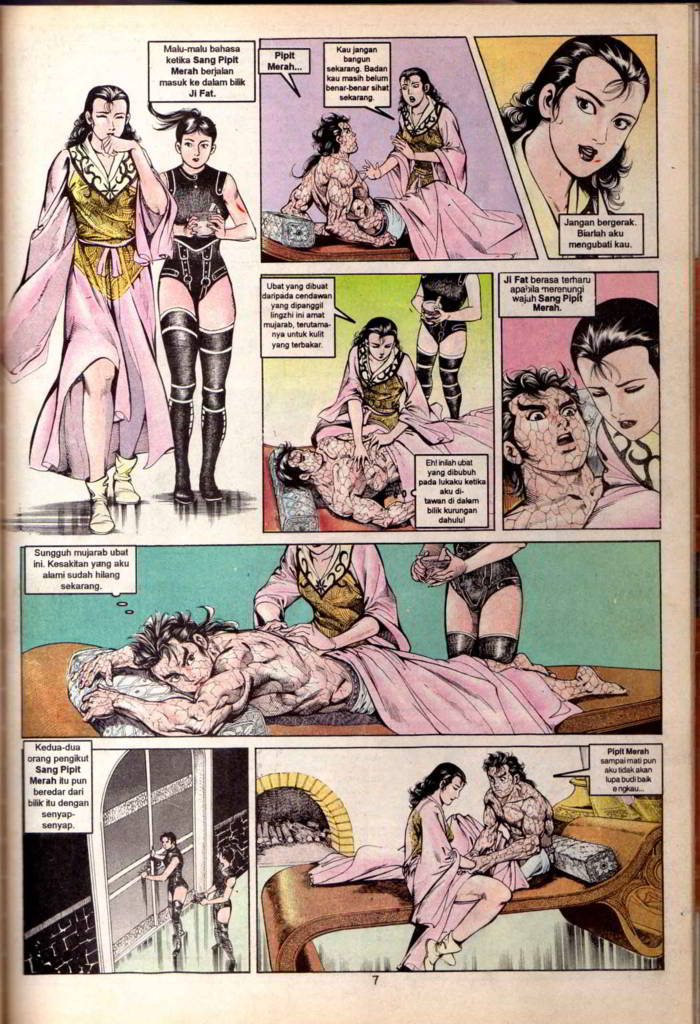 Malu-malu bahasa
ketika Sang Pipit
Merah berjalan
masuk ke dalam bilik
Ji Fat.
Pipit
Merah...
Kau jangan
bangun
sekarang. Badan
kau masih belum
benar-benar sihat
sekarang.
Jangan bergerak.
Biarlah aku
mengubati kau.
Ubat yang dibuat
daripada cendawan
yang dipanggil
lingzhi ini amat
mujarab, terutama-
nya untuk kulit
yang terbakar.
Eh! inilah ubat
yang dibubuh
pada lukaku ketika
aku di-
tawan di dalam
bilik kurungan
dahulu!
Ji Fat berasa terharu
apabila merenungi
wajah Sang Pipit
Merah.
Sungguh mujarab ubat
ini. Kesakitan yang aku
alami sudah hilang
sekarang.
Kedua-dua
orang pengikut
Sang Pipit
Merah itu pun
beredar dari
bilik itu dengan
senyap-
senyap.
Pipit Merah
sampai mati pun
aku tidak akan
lupa budi baik
engkau...
7